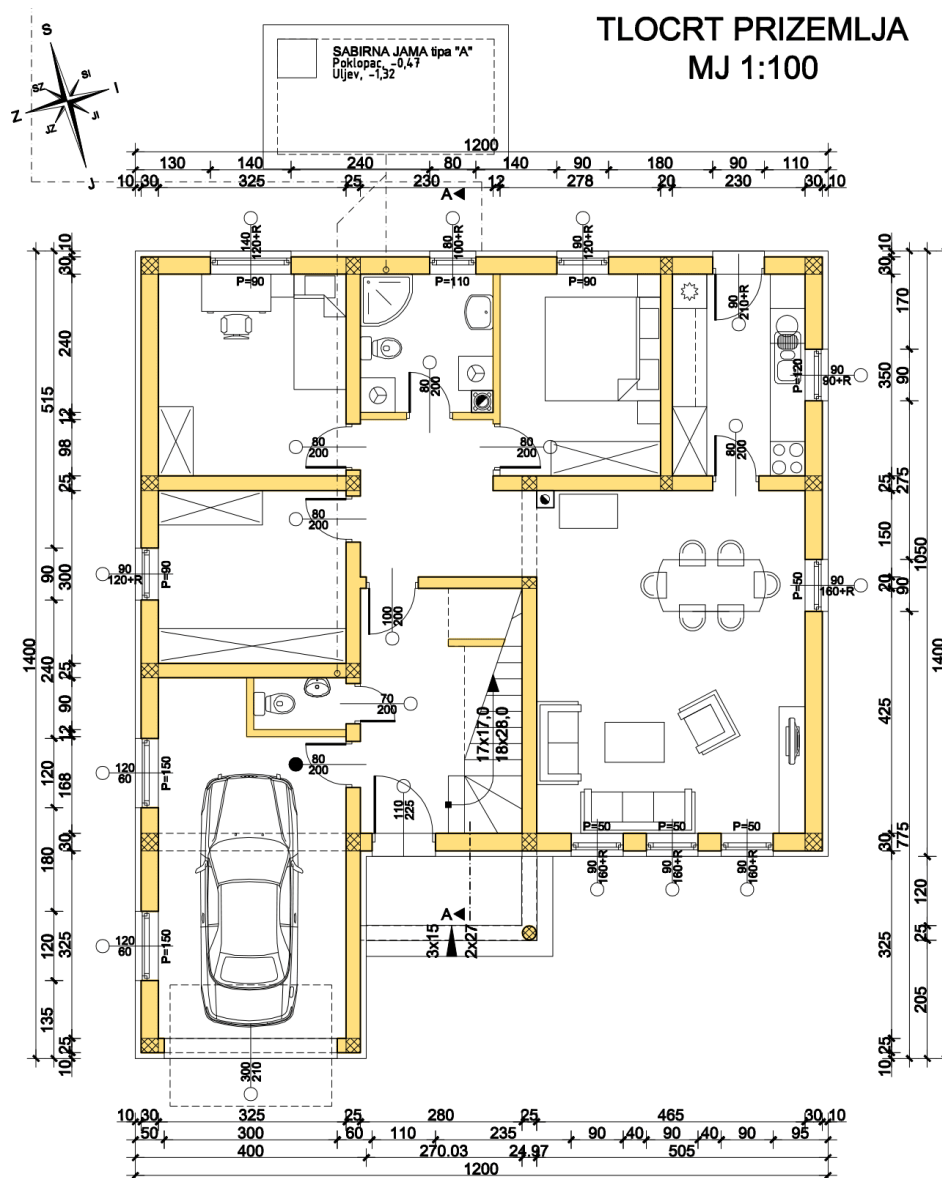 TLOCRT PRIZEMLJA
MJ 1:100
SABIRNA JAMA tipa "A"
Poklopac, -0,47
Uljev, -1,32
S
SZ
SI
Z
I
JZ
JI
J
1200
130 140 240 80 140 90 180 90 110
10 30 325 25 230 12 278 20 230 30 10
A
140
120+R
80
100+R
90
120+R
P=90
P=110
P=90
90
210+R
P=120
90
90+R
80
200
80
200
80
200
80
200
80
200
90
120+R
P=90
P=50
90
160+R
100
200
70
200
80
200
17x17,0
18x28,0
110
225
120
60
P=150
P=50
P=50
P=50
90
160+R
90
160+R
90
160+R
120
60
P=150
A
3x15
2x27
300
210
10
30
240
515
12
98
25
90
300
1400
240
25
90
12
120
168
180
30
120
325
135
25
10
10
30
170
350
90
25
275
150
1050
20
90
1400
425
30
775
120
25
325
205
25
10
10 30 325 25 280 25 465 30 10
50 300 60 110 235 90 40 90 40 90 95
400 270.03 24.97 505
1200